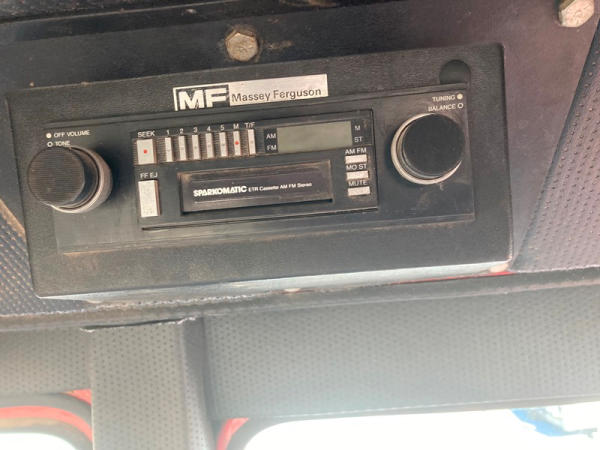 MF Massey Ferguson
OFF VOLUME
TONE
SEEK 1 2 3 4 5 M T/F
AM
FM
M
ST
TUNING
BALANCE
FF EJ
AM FM
MO ST
MUTE
SPARKOMATIC ETR Cassette AM FM Stereo